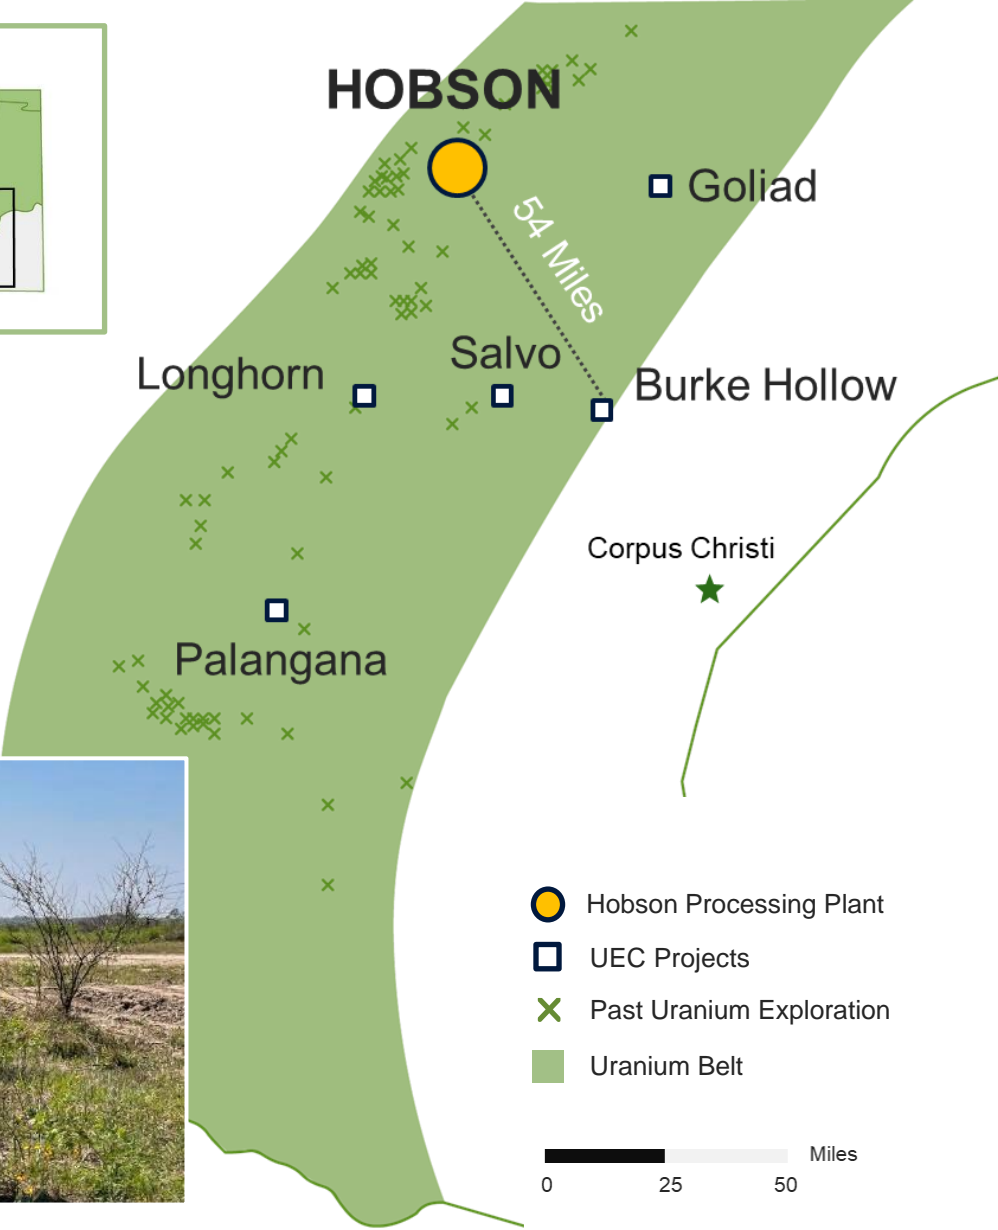 HOBSON
Goliad
54 Miles
Salvo
Longhorn
Burke Hollow
Corpus Christi
Palangana
Hobson Processing Plant
UEC Projects
Past Uranium Exploration
Uranium Belt
Miles
0 25 50